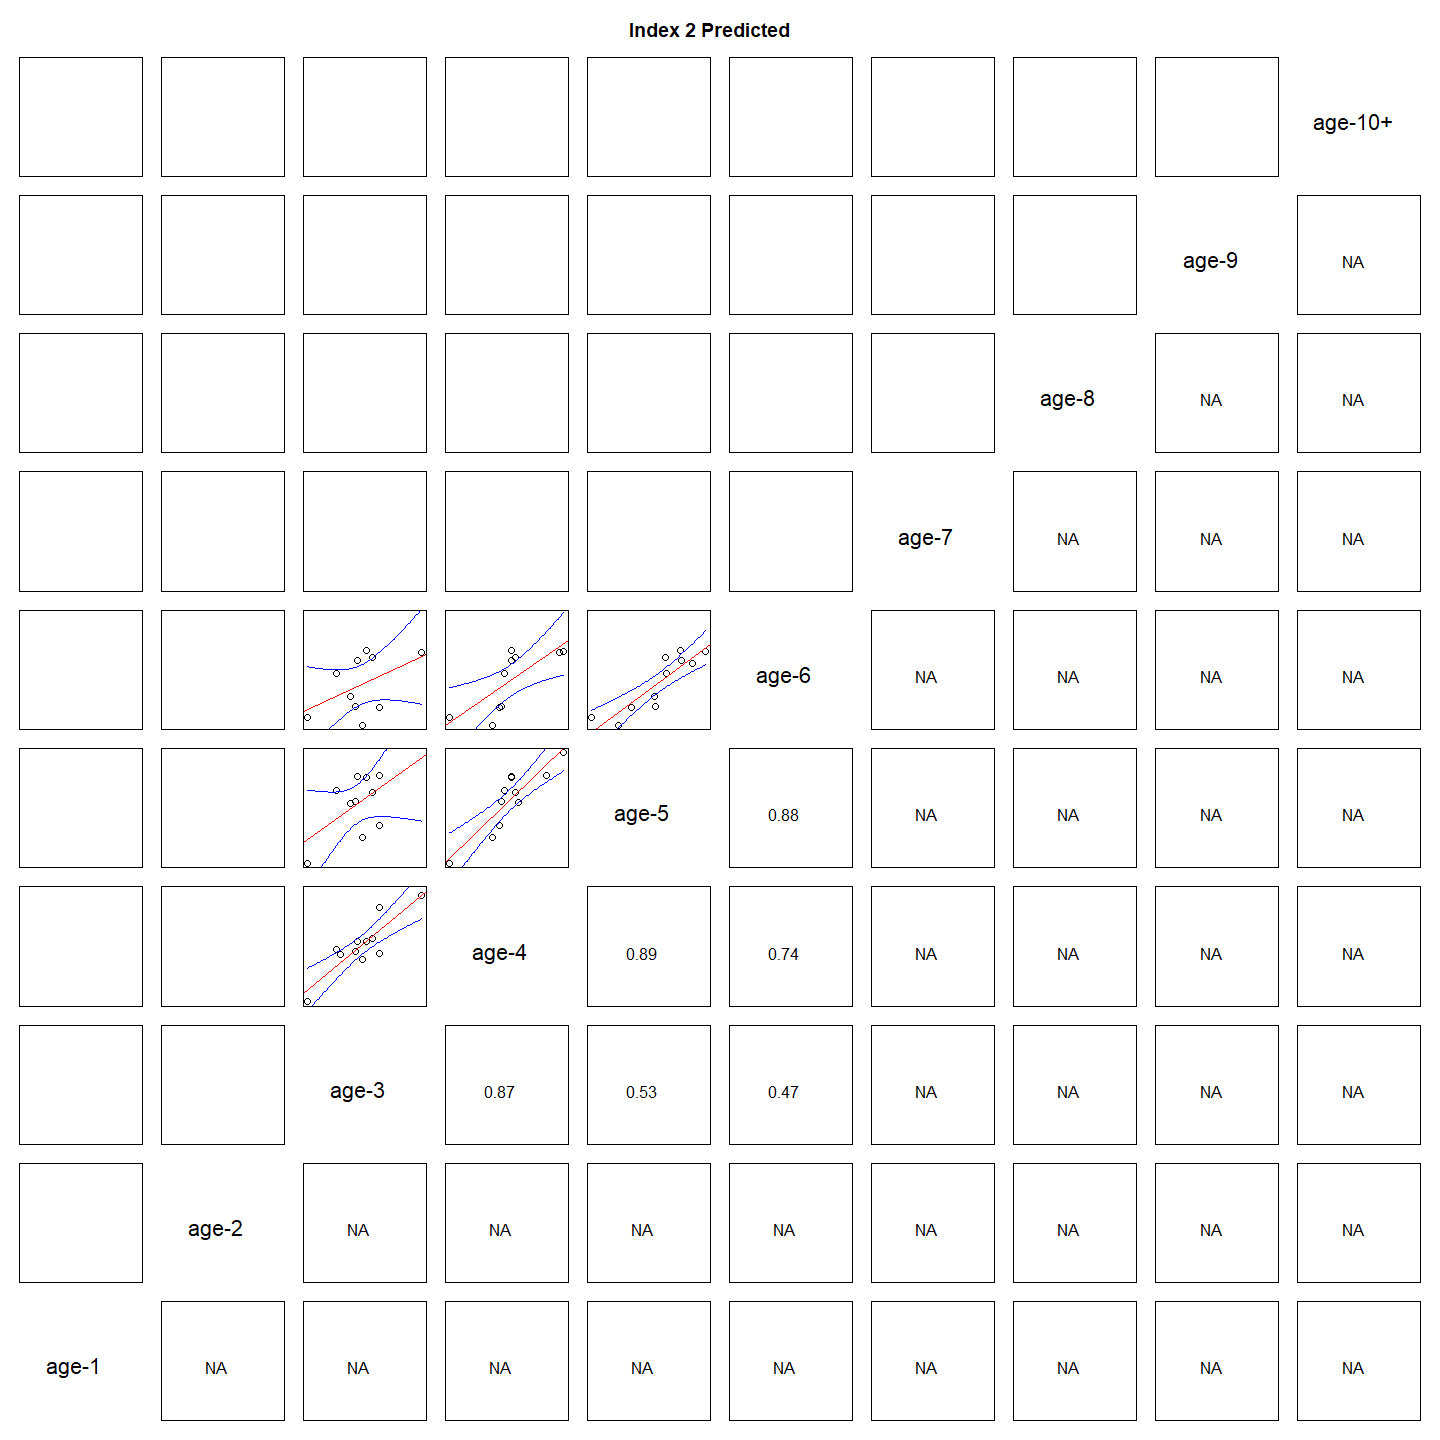 Index 2 Predicted
age-10+
age-9 NA
age-8 NA NA
age-7 NA NA NA
age-6 NA NA NA NA
age-5 0.88 NA NA NA NA
age-4 0.89 0.74 NA NA NA NA
age-3 0.87 0.53 0.47 NA NA NA NA
age-2 NA NA NA NA NA NA NA NA
age-1 NA NA NA NA NA NA NA NA NA